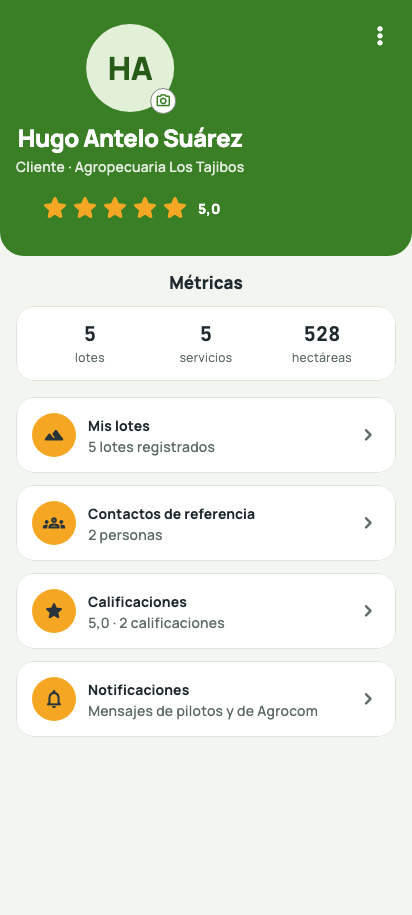 HA
Hugo Antelo Suárez
Cliente · Agropecuaria Los Tajibos
5,0
Métricas
5 5 528
lotes servicios hectáreas
Mis lotes
5 lotes registrados
Contactos de referencia
2 personas
Calificaciones
5,0 · 2 calificaciones
Notificaciones
Mensajes de pilotos y de Agrocom